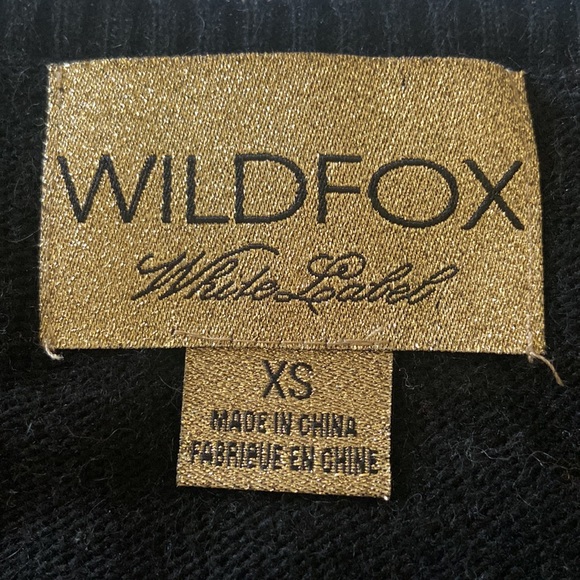 WILDFOX
White Label
XS
MADE IN CHINA
FABRIQUE EN CHINE